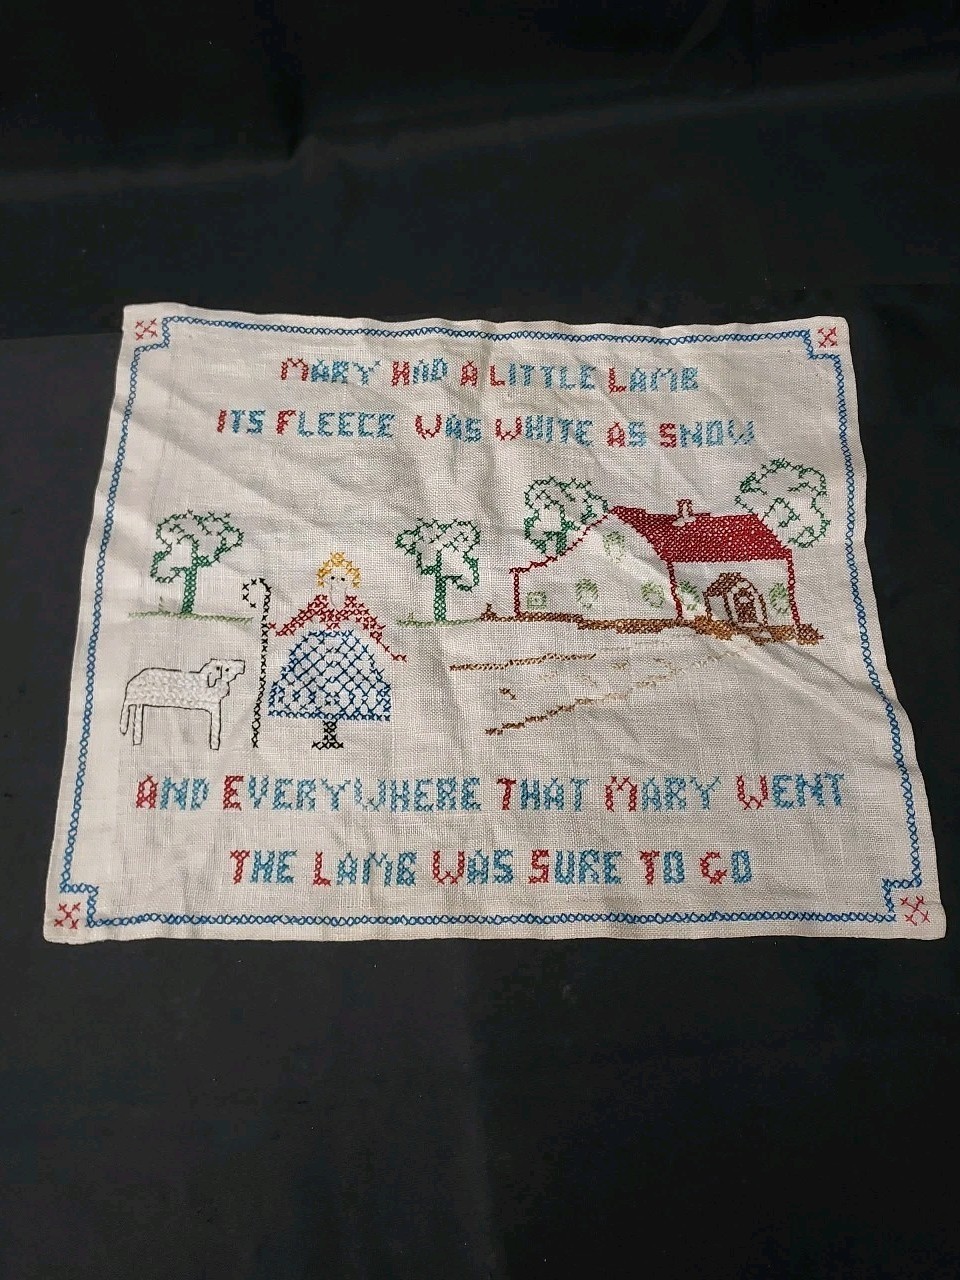 Mary Had A Little Lamb
Its Fleece Was White As Snow
And Everywhere That Mary Went
The Lamb Was Sure To Go